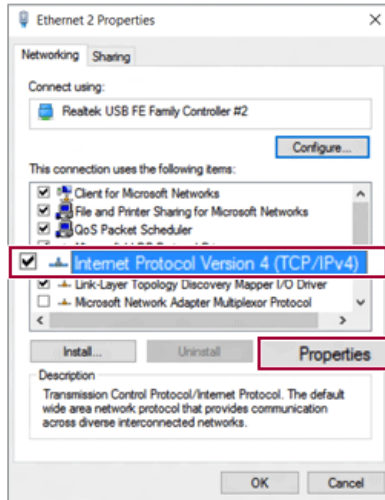 Ethernet 2 Properties
Networking
Sharing
Connect using:
Realtek USB FE Family Controller #2
Configure...
This connection uses the following items:
Client for Microsoft Networks
File and Printer Sharing for Microsoft Networks
QoS Packet Scheduler
Internet Protocol Version 4 (TCP/IPv4)
Link-Layer Topology Discovery Mapper I/O Driver
Microsoft Network Adapter Multiplexor Protocol
Install...
Uninstall
Properties
Description
Transmission Control Protocol/Internet Protocol. The default
wide area network protocol that provides communication
across diverse interconnected networks.
OK
Cancel